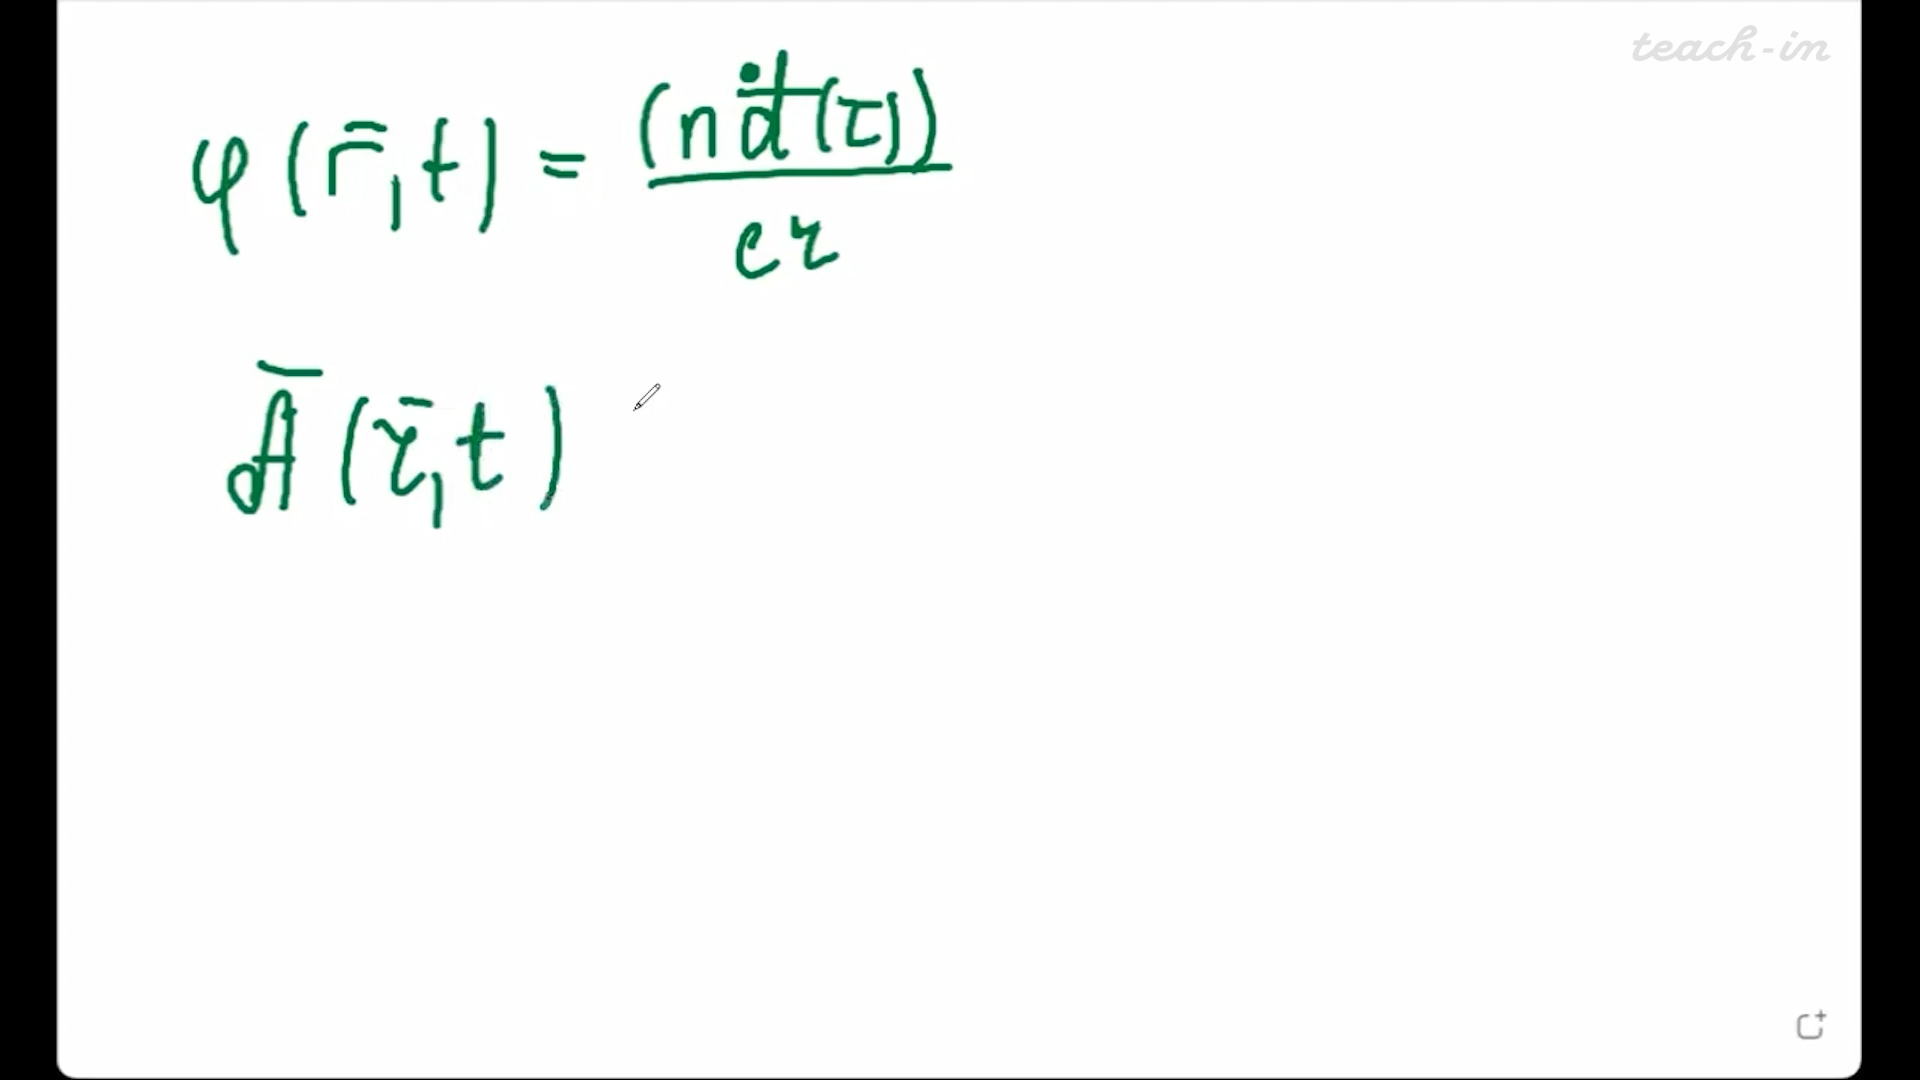 teach-in
φ(r̄, t) = (n d̄̇(τ)) / cr
Ā(r̄, t)